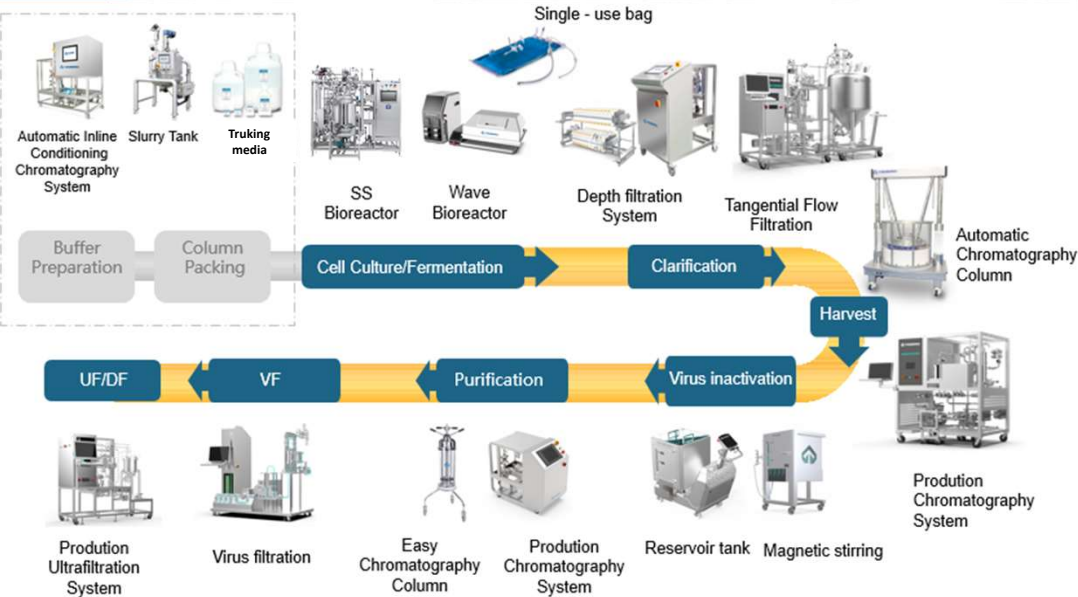 Single - use bag
Automatic Inline
Conditioning
Chromatography
System
Slurry Tank
Truking
media
SS
Bioreactor
Wave
Bioreactor
Depth filtration
System
Tangential Flow
Filtration
Automatic
Chromatography
Column
Buffer
Preparation
Column
Packing
Cell Culture/Fermentation
Clarification
Harvest
Virus inactivation
Purification
VF
UF/DF
Prodution
Chromatography
System
Prodution
Ultrafiltration
System
Virus filtration
Easy
Chromatography
Column
Prodution
Chromatography
System
Reservoir tank
Magnetic stirring